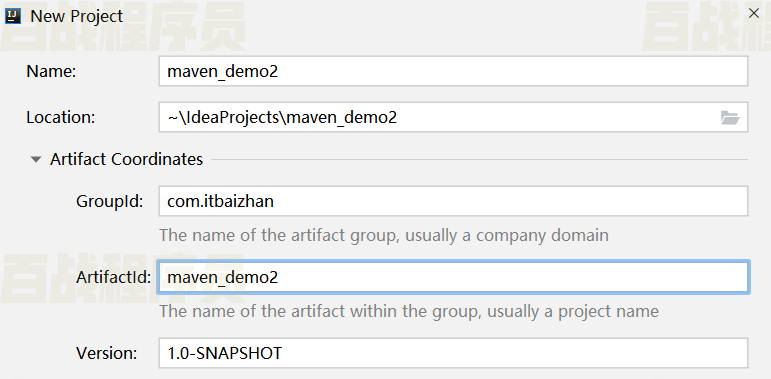 New Project
Name: maven_demo2
Location: ~\IdeaProjects\maven_demo2
Artifact Coordinates
GroupId: com.itbaizhan
The name of the artifact group, usually a company domain
ArtifactId: maven_demo2
The name of the artifact within the group, usually a project name
Version: 1.0-SNAPSHOT
百战程序员
百战
百战程序员